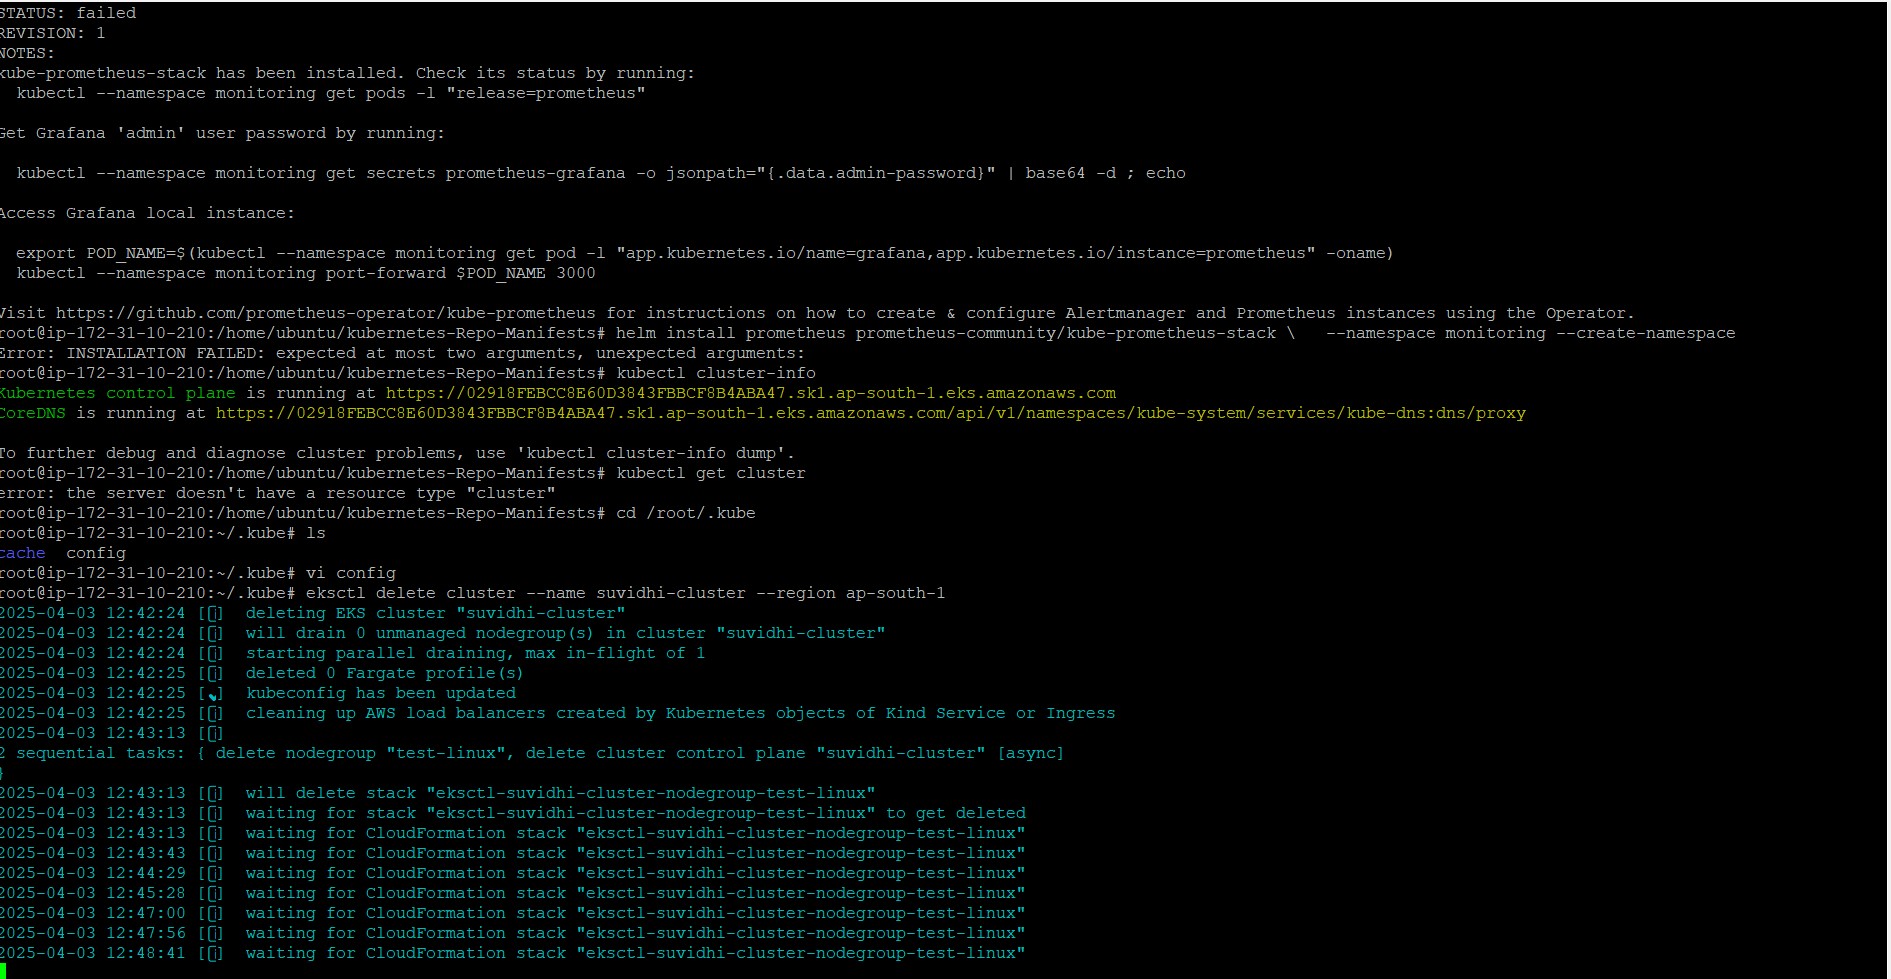 STATUS: failed
REVISION: 1
NOTES:
kube-prometheus-stack has been installed. Check its status by running:
  kubectl --namespace monitoring get pods -l "release=prometheus"

Get Grafana 'admin' user password by running:

  kubectl --namespace monitoring get secrets prometheus-grafana -o jsonpath="{.data.admin-password}" | base64 -d ; echo

Access Grafana local instance:

  export POD_NAME=$(kubectl --namespace monitoring get pod -l "app.kubernetes.io/name=grafana,app.kubernetes.io/instance=prometheus" -oname)
  kubectl --namespace monitoring port-forward $POD_NAME 3000

Visit https://github.com/prometheus-operator/kube-prometheus for instructions on how to create & configure Alertmanager and Prometheus instances using the Operator.
root@ip-172-31-10-210:/home/ubuntu/kubernetes-Repo-Manifests# helm install prometheus prometheus-community/kube-prometheus-stack \   --namespace monitoring --create-namespace
Error: INSTALLATION FAILED: expected at most two arguments, unexpected arguments:
root@ip-172-31-10-210:/home/ubuntu/kubernetes-Repo-Manifests# kubectl cluster-info
Kubernetes control plane is running at https://02918FEBCC8E60D3843FBBCF8B4ABA47.sk1.ap-south-1.eks.amazonaws.com
CoreDNS is running at https://02918FEBCC8E60D3843FBBCF8B4ABA47.sk1.ap-south-1.eks.amazonaws.com/api/v1/namespaces/kube-system/services/kube-dns:dns/proxy

To further debug and diagnose cluster problems, use 'kubectl cluster-info dump'.
root@ip-172-31-10-210:/home/ubuntu/kubernetes-Repo-Manifests# kubectl get cluster
error: the server doesn't have a resource type "cluster"
root@ip-172-31-10-210:/home/ubuntu/kubernetes-Repo-Manifests# cd /root/.kube
root@ip-172-31-10-210:~/.kube# ls
cache  config
root@ip-172-31-10-210:~/.kube# vi config
root@ip-172-31-10-210:~/.kube# eksctl delete cluster --name suvidhi-cluster --region ap-south-1
2025-04-03 12:42:24 [ℹ]  deleting EKS cluster "suvidhi-cluster"
2025-04-03 12:42:24 [ℹ]  will drain 0 unmanaged nodegroup(s) in cluster "suvidhi-cluster"
2025-04-03 12:42:24 [ℹ]  starting parallel draining, max in-flight of 1
2025-04-03 12:42:25 [ℹ]  deleted 0 Fargate profile(s)
2025-04-03 12:42:25 [✔]  kubeconfig has been updated
2025-04-03 12:42:25 [ℹ]  cleaning up AWS load balancers created by Kubernetes objects of Kind Service or Ingress
2025-04-03 12:43:13 [ℹ]
2 sequential tasks: { delete nodegroup "test-linux", delete cluster control plane "suvidhi-cluster" [async]
}
2025-04-03 12:43:13 [ℹ]  will delete stack "eksctl-suvidhi-cluster-nodegroup-test-linux"
2025-04-03 12:43:13 [ℹ]  waiting for stack "eksctl-suvidhi-cluster-nodegroup-test-linux" to get deleted
2025-04-03 12:43:13 [ℹ]  waiting for CloudFormation stack "eksctl-suvidhi-cluster-nodegroup-test-linux"
2025-04-03 12:43:43 [ℹ]  waiting for CloudFormation stack "eksctl-suvidhi-cluster-nodegroup-test-linux"
2025-04-03 12:44:29 [ℹ]  waiting for CloudFormation stack "eksctl-suvidhi-cluster-nodegroup-test-linux"
2025-04-03 12:45:28 [ℹ]  waiting for CloudFormation stack "eksctl-suvidhi-cluster-nodegroup-test-linux"
2025-04-03 12:47:00 [ℹ]  waiting for CloudFormation stack "eksctl-suvidhi-cluster-nodegroup-test-linux"
2025-04-03 12:47:56 [ℹ]  waiting for CloudFormation stack "eksctl-suvidhi-cluster-nodegroup-test-linux"
2025-04-03 12:48:41 [ℹ]  waiting for CloudFormation stack "eksctl-suvidhi-cluster-nodegroup-test-linux"